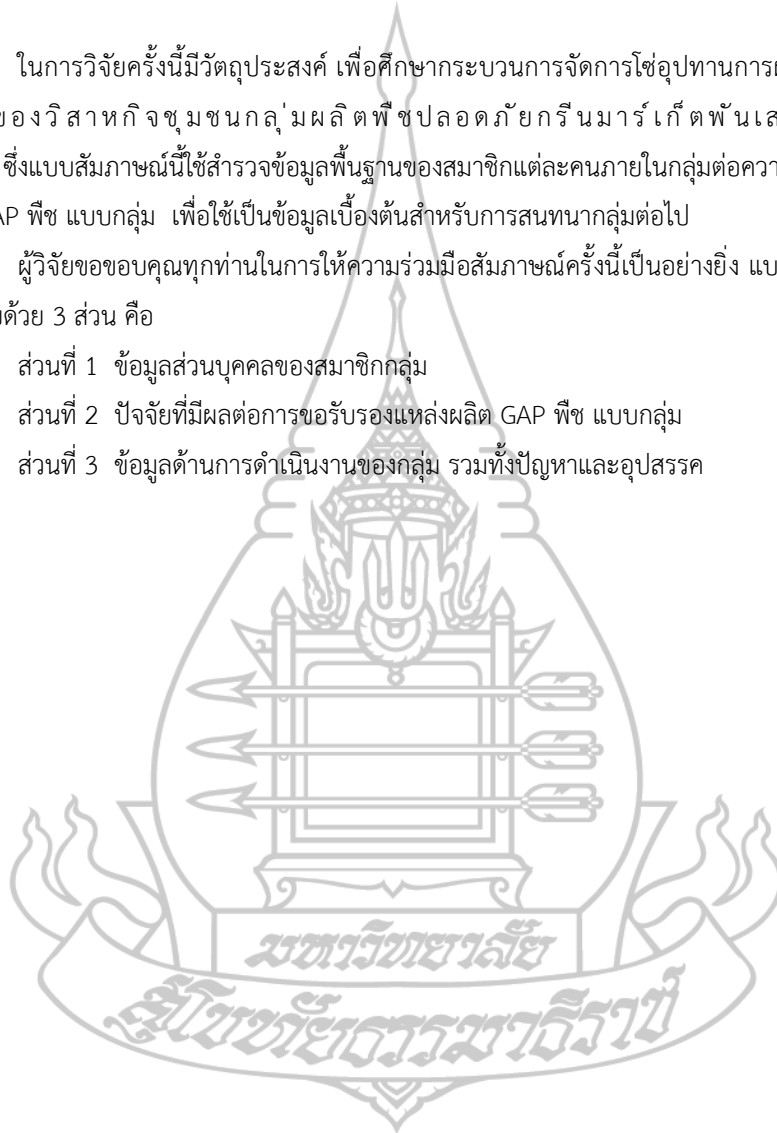 ในการวิจัยครั้งนี้มีวัตถุประสงค์ เพื่อศึกษากระบวนการจัดการโซ่อุปทานการ
ของวิสาหกิจชุมชนกลุ่มผลิตพืชปลอดภัยกรีนมาร์เก็ตพันเส
ซึ่งแบบสัมภาษณ์นี้ใช้สำรวจข้อมูลพื้นฐานของสมาชิกแต่ละคนภายในกลุ่มต่อควา
AP พืช แบบกลุ่ม เพื่อใช้เป็นข้อมูลเบื้องต้นสำหรับการสนทนากลุ่มต่อไป
ผู้วิจัยขอขอบคุณทุกท่านในการให้ความร่วมมือสัมภาษณ์ครั้งนี้เป็นอย่างยิ่ง แบ
ด้วย 3 ส่วน คือ
ส่วนที่ 1 ข้อมูลส่วนบุคคลของสมาชิกกลุ่ม
ส่วนที่ 2 ปัจจัยที่มีผลต่อการขอรับรองแหล่งผลิต GAP พืช แบบกลุ่ม
ส่วนที่ 3 ข้อมูลด้านการดำเนินงานของกลุ่ม รวมทั้งปัญหาและอุปสรรค
มหาวิทยาลัย
สุโขทัยธรรมาธิราช